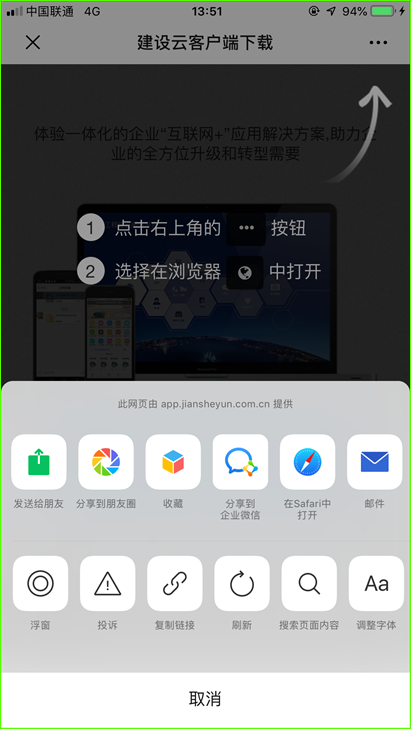 中国联通 4G 13:51 94%
建设云客户端下载
体验一体化的企业“互联网+”应用解决方案,助力企
业的全方位升级和转型需要
1 点击右上角的 ••• 按钮
2 选择在浏览器 中打开
此网页由 app.jiansheyun.com.cn 提供
发送给朋友 分享到朋友圈 收藏 分享到 在Safari中 邮件
企业微信 打开
Aa
浮窗 投诉 复制链接 刷新 搜索页面内容 调整字体
取消